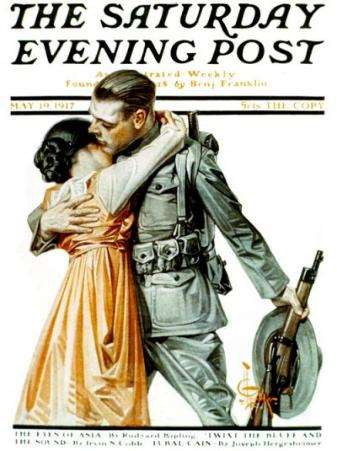 THE SATURDAY
EVENING POST
An Illustrated Weekly
Founded by Benj. Franklin
MAY 19, 1917
5cts. THE COPY
THE EYES OF ASIA By Rudyard Kipling 'TWIXT THE BLUFF AND
THE SOUND By Irvin S. Cobb TUBAL CAIN By Joseph Hergesheimer